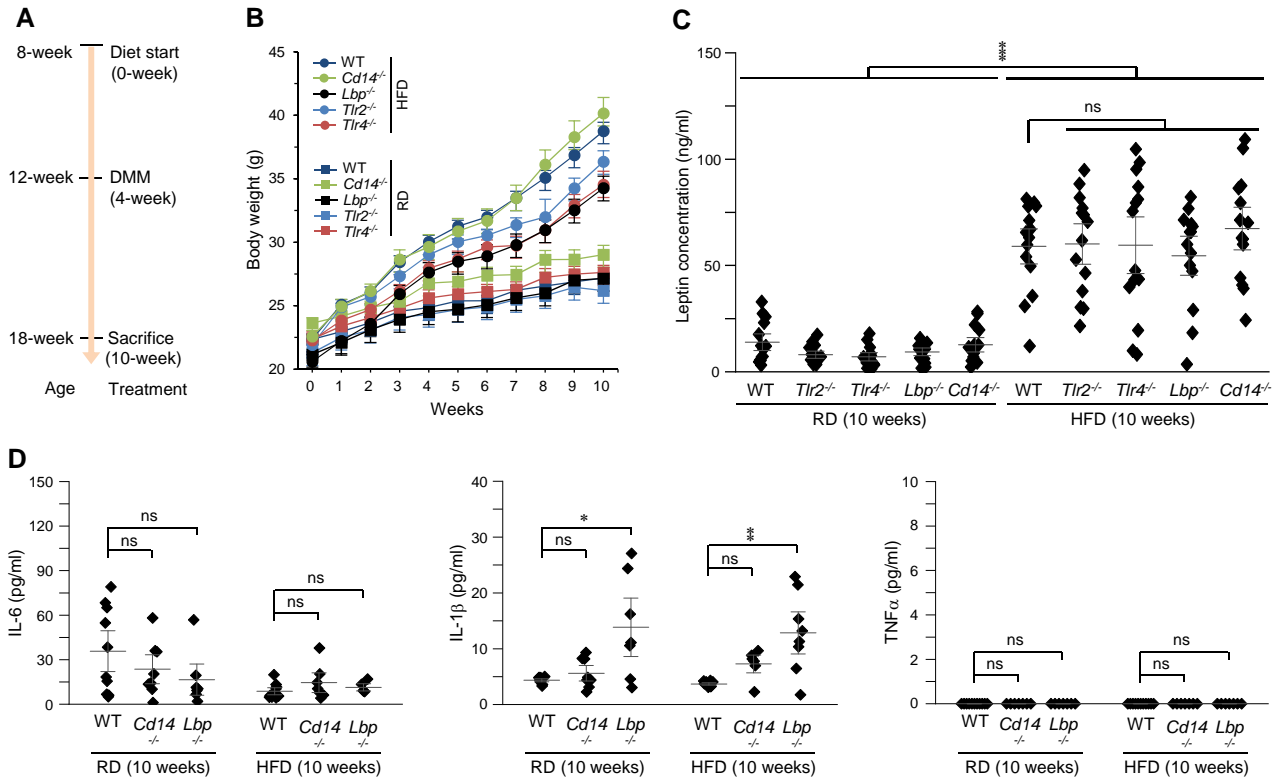 A
8-week
Diet start
(0-week)
12-week
DMM
(4-week)
18-week
Sacrifice
(10-week)
Age
Treatment
B
WT
Cd14-/-
Lbp-/-
Tlr2-/-
Tlr4-/-
HFD
WT
Cd14-/-
Lbp-/-
Tlr2-/-
Tlr4-/-
RD
Body weight (g)
45
40
35
30
25
20
0 1 2 3 4 5 6 7 8 9 10
Weeks
C
***
ns
Leptin concentration (ng/ml)
150
100
50
0
WT Tlr2-/- Tlr4-/- Lbp-/- Cd14-/- WT Tlr2-/- Tlr4-/- Lbp-/- Cd14-/-
RD (10 weeks) HFD (10 weeks)
D
IL-6 (pg/ml)
150
120
90
60
30
0
ns
ns
ns
ns
WT Cd14 Lbp WT Cd14 Lbp
-/- -/- -/- -/-
RD (10 weeks) HFD (10 weeks)
IL-1β (pg/ml)
40
30
20
10
0
*
ns
**
ns
WT Cd14 Lbp WT Cd14 Lbp
-/- -/- -/- -/-
RD (10 weeks) HFD (10 weeks)
TNFα (pg/ml)
10
8
6
4
2
0
ns
ns
ns
ns
WT Cd14 Lbp WT Cd14 Lbp
-/- -/- -/- -/-
RD (10 weeks) HFD (10 weeks)